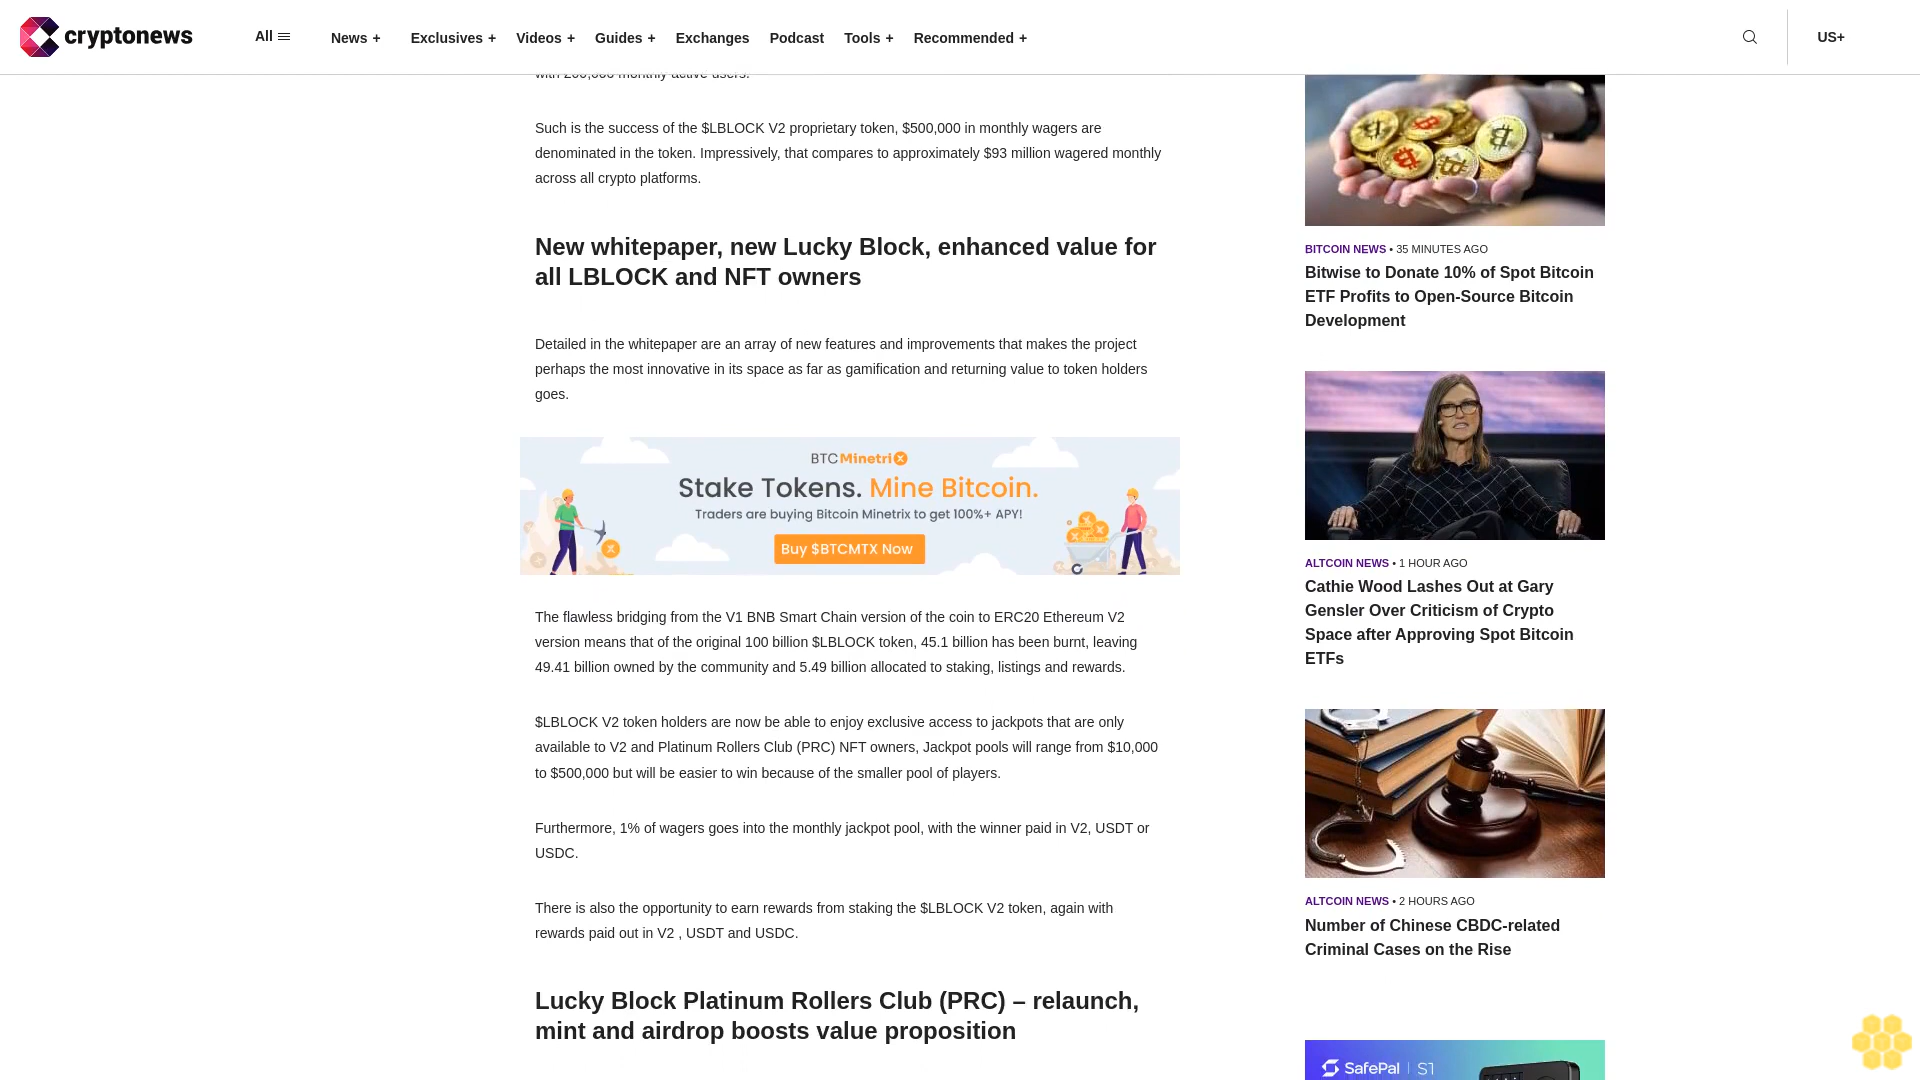 cryptonews
All
News +
Exclusives +
Videos +
Guides +
Exchanges
Podcast
Tools +
Recommended +
US+
with 200,000 monthly active users.
Such is the success of the $LBLOCK V2 proprietary token, $500,000 in monthly wagers are
denominated in the token. Impressively, that compares to approximately $93 million wagered monthly
across all crypto platforms.
New whitepaper, new Lucky Block, enhanced value for
all LBLOCK and NFT owners
Detailed in the whitepaper are an array of new features and improvements that makes the project
perhaps the most innovative in its space as far as gamification and returning value to token holders
goes.
BTCMinetriX
Stake Tokens. Mine Bitcoin.
Traders are buying Bitcoin Minetrix to get 100%+ APY!
Buy $BTCMTX Now
The flawless bridging from the V1 BNB Smart Chain version of the coin to ERC20 Ethereum V2
version means that of the original 100 billion $LBLOCK token, 45.1 billion has been burnt, leaving
49.41 billion owned by the community and 5.49 billion allocated to staking, listings and rewards.
$LBLOCK V2 token holders are now be able to enjoy exclusive access to jackpots that are only
available to V2 and Platinum Rollers Club (PRC) NFT owners, Jackpot pools will range from $10,000
to $500,000 but will be easier to win because of the smaller pool of players.
Furthermore, 1% of wagers goes into the monthly jackpot pool, with the winner paid in V2, USDT or
USDC.
There is also the opportunity to earn rewards from staking the $LBLOCK V2 token, again with
rewards paid out in V2 , USDT and USDC.
Lucky Block Platinum Rollers Club (PRC) – relaunch,
mint and airdrop boosts value proposition
BITCOIN NEWS • 35 MINUTES AGO
Bitwise to Donate 10% of Spot Bitcoin
ETF Profits to Open-Source Bitcoin
Development
ALTCOIN NEWS • 1 HOUR AGO
Cathie Wood Lashes Out at Gary
Gensler Over Criticism of Crypto
Space after Approving Spot Bitcoin
ETFs
ALTCOIN NEWS • 2 HOURS AGO
Number of Chinese CBDC-related
Criminal Cases on the Rise
SafePal | S1